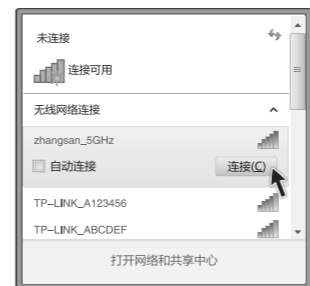 未连接
连接可用
无线网络连接
zhangsan_5GHz
自动连接
连接(C)
TP-LINK_A123456
TP-LINK_ABCDEF
打开网络和共享中心